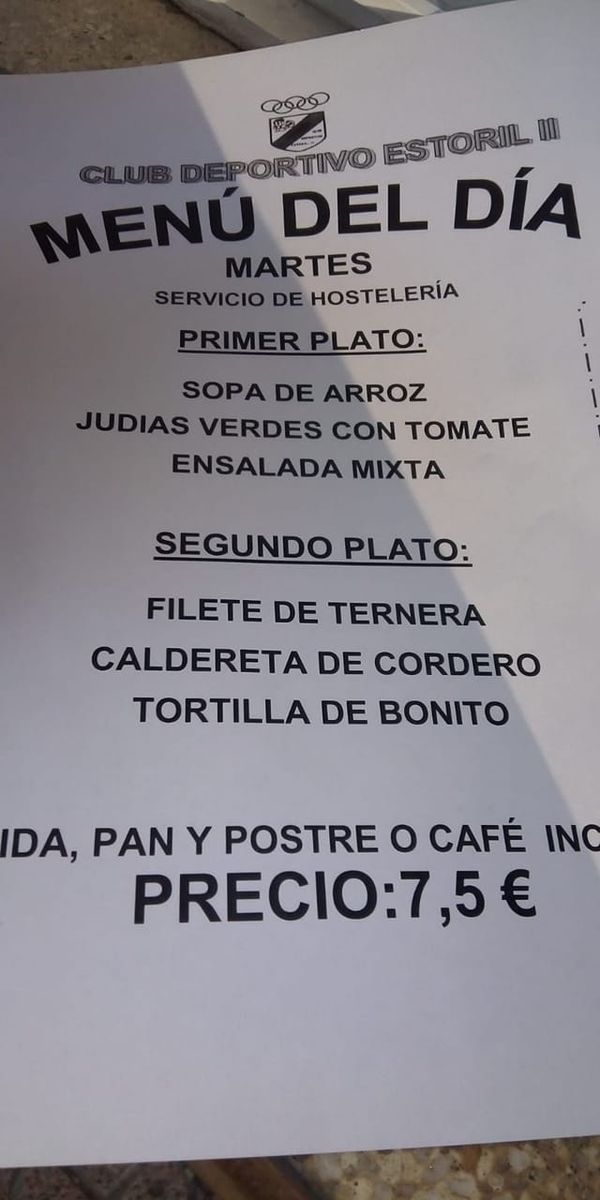 CLUB DEPORTIVO ESTORIL II
MENÚ DEL DÍA
MARTES
SERVICIO DE HOSTELERÍA
PRIMER PLATO:
SOPA DE ARROZ
JUDIAS VERDES CON TOMATE
ENSALADA MIXTA
SEGUNDO PLATO:
FILETE DE TERNERA
CALDERETA DE CORDERO
TORTILLA DE BONITO
IDA, PAN Y POSTRE O CAFÉ INC
PRECIO:7,5 €